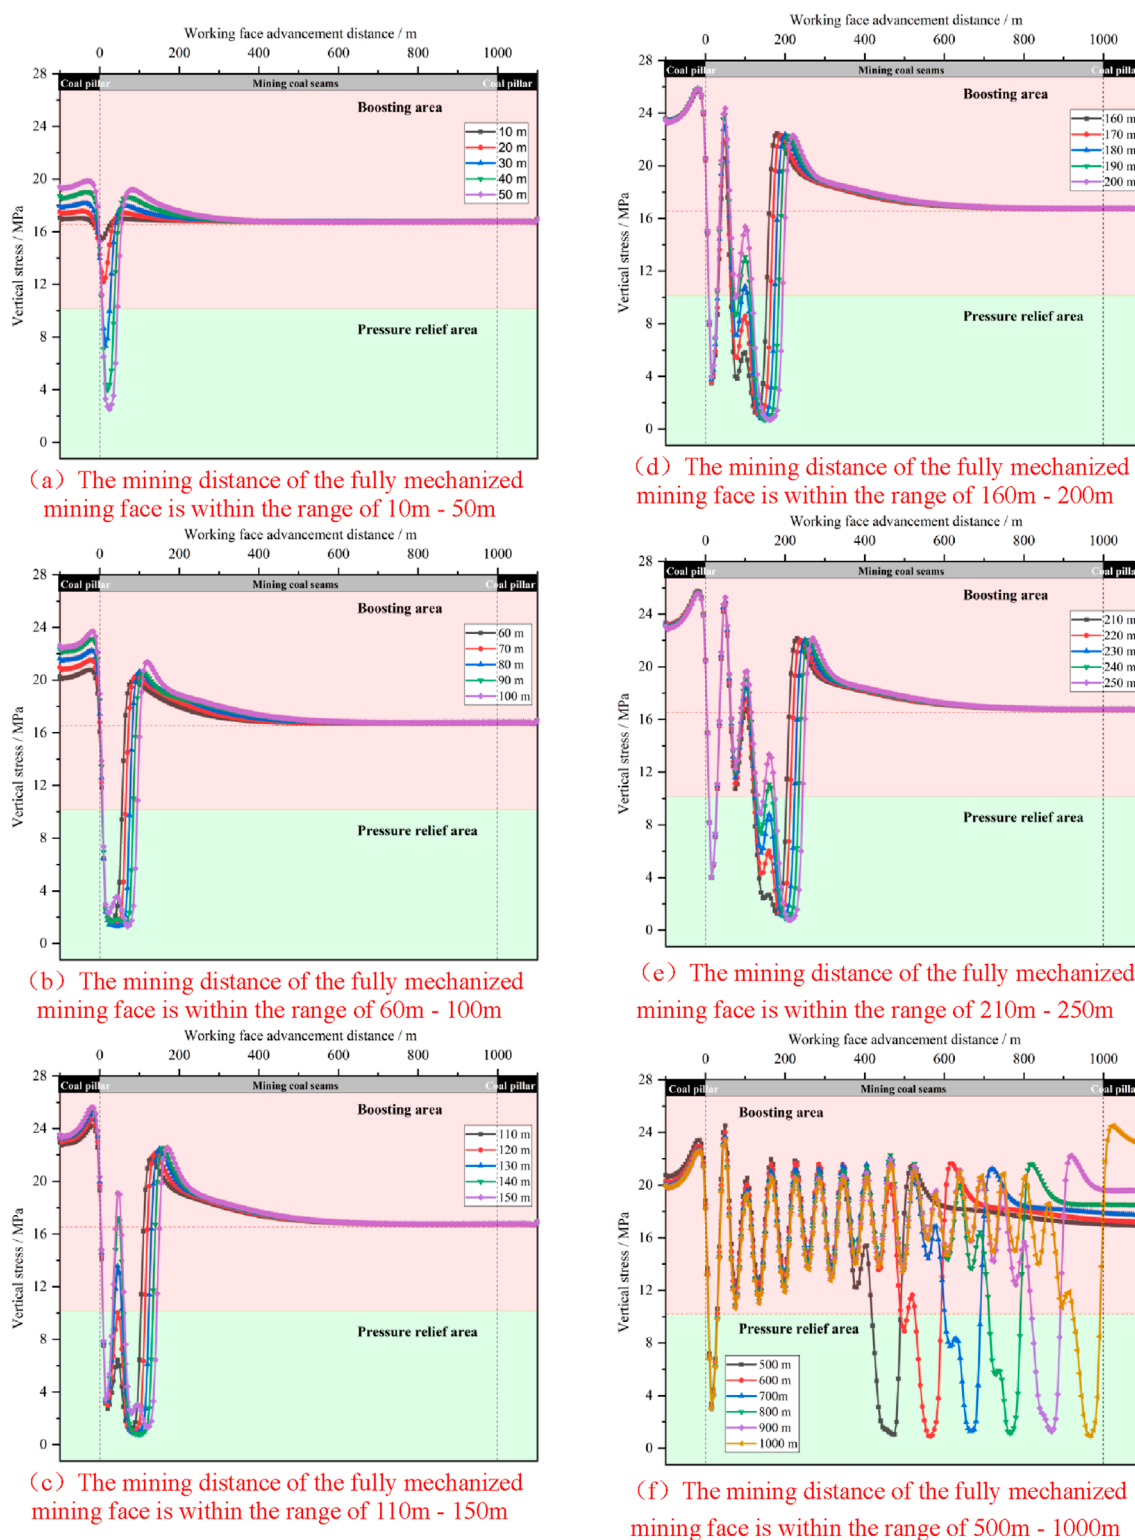 Working face advancement distance / m
0 200 400 600 800 1000
28
24
20
16
12
8
4
0
Vertical stress / MPa
Coal pillar
Mining coal seams
Coal pillar
Boosting area
10 m
20 m
30 m
40 m
50 m
Pressure relief area
（a）The mining distance of the fully mechanized
mining face is within the range of 10m - 50m
Working face advancement distance / m
0 200 400 600 800 1000
28
24
20
16
12
8
4
0
Vertical stress / MPa
Coal pillar
Mining coal seams
Coal pillar
Boosting area
60 m
70 m
80 m
90 m
100 m
Pressure relief area
（b）The mining distance of the fully mechanized
mining face is within the range of 60m - 100m
Working face advancement distance / m
0 200 400 600 800 1000
28
24
20
16
12
8
4
0
Vertical stress / MPa
Coal pillar
Mining coal seams
Coal pillar
Boosting area
110 m
120 m
130 m
140 m
150 m
Pressure relief area
（c）The mining distance of the fully mechanized
mining face is within the range of 110m - 150m
Working face advancement distance / m
0 200 400 600 800 1000
28
24
20
16
12
8
4
0
Vertical stress / MPa
Coal pillar
Mining coal seams
Coal pillar
Boosting area
160 m
170 m
180 m
190 m
200 m
Pressure relief area
（d）The mining distance of the fully mechanized
mining face is within the range of 160m - 200m
Working face advancement distance / m
0 200 400 600 800 1000
28
24
20
16
12
8
4
0
Vertical stress / MPa
Coal pillar
Mining coal seams
Coal pillar
Boosting area
210 m
220 m
230 m
240 m
250 m
Pressure relief area
（e）The mining distance of the fully mechanized
mining face is within the range of 210m - 250m
Working face advancement distance / m
0 200 400 600 800 1000
28
24
20
16
12
8
4
0
Vertical stress / MPa
Coal pillar
Mining coal seams
Coal pillar
Boosting area
Pressure relief area
500 m
600 m
700m
800 m
900 m
1000 m
（f）The mining distance of the fully mechanized
mining face is within the range of 500m - 1000m